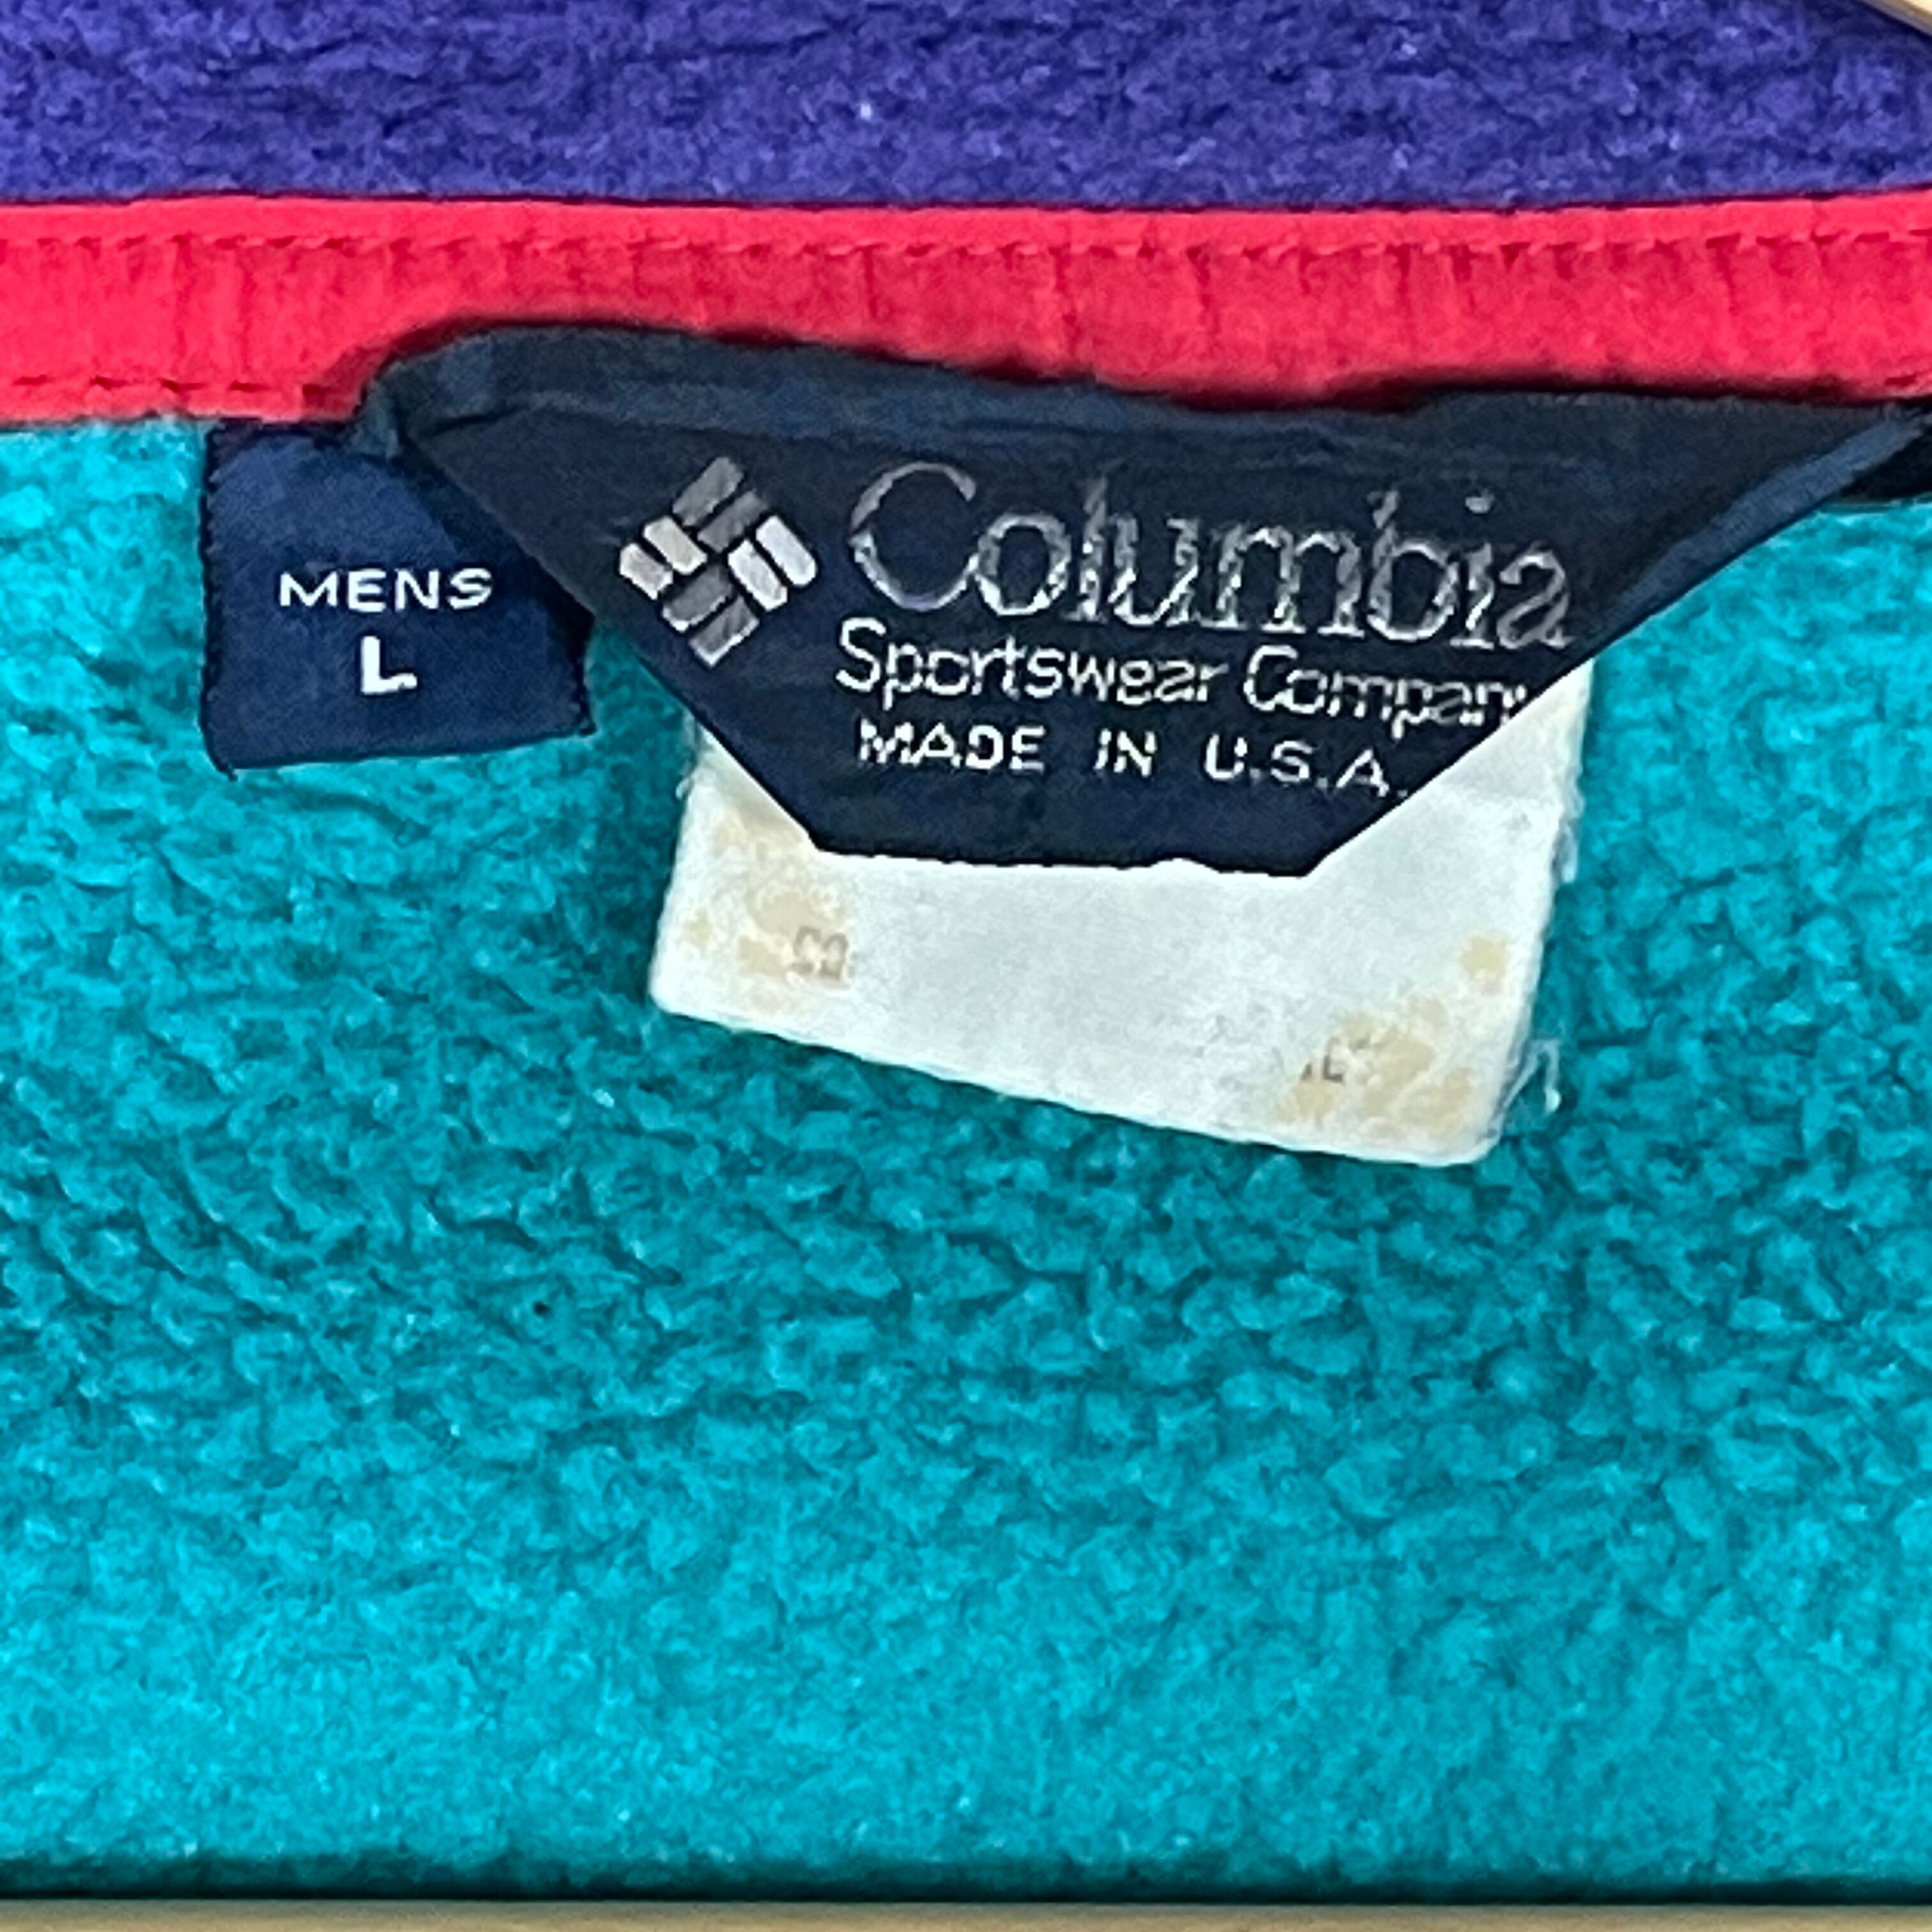 MENS
L
Columbia
Sportswear Company
MADE IN U.S.A.